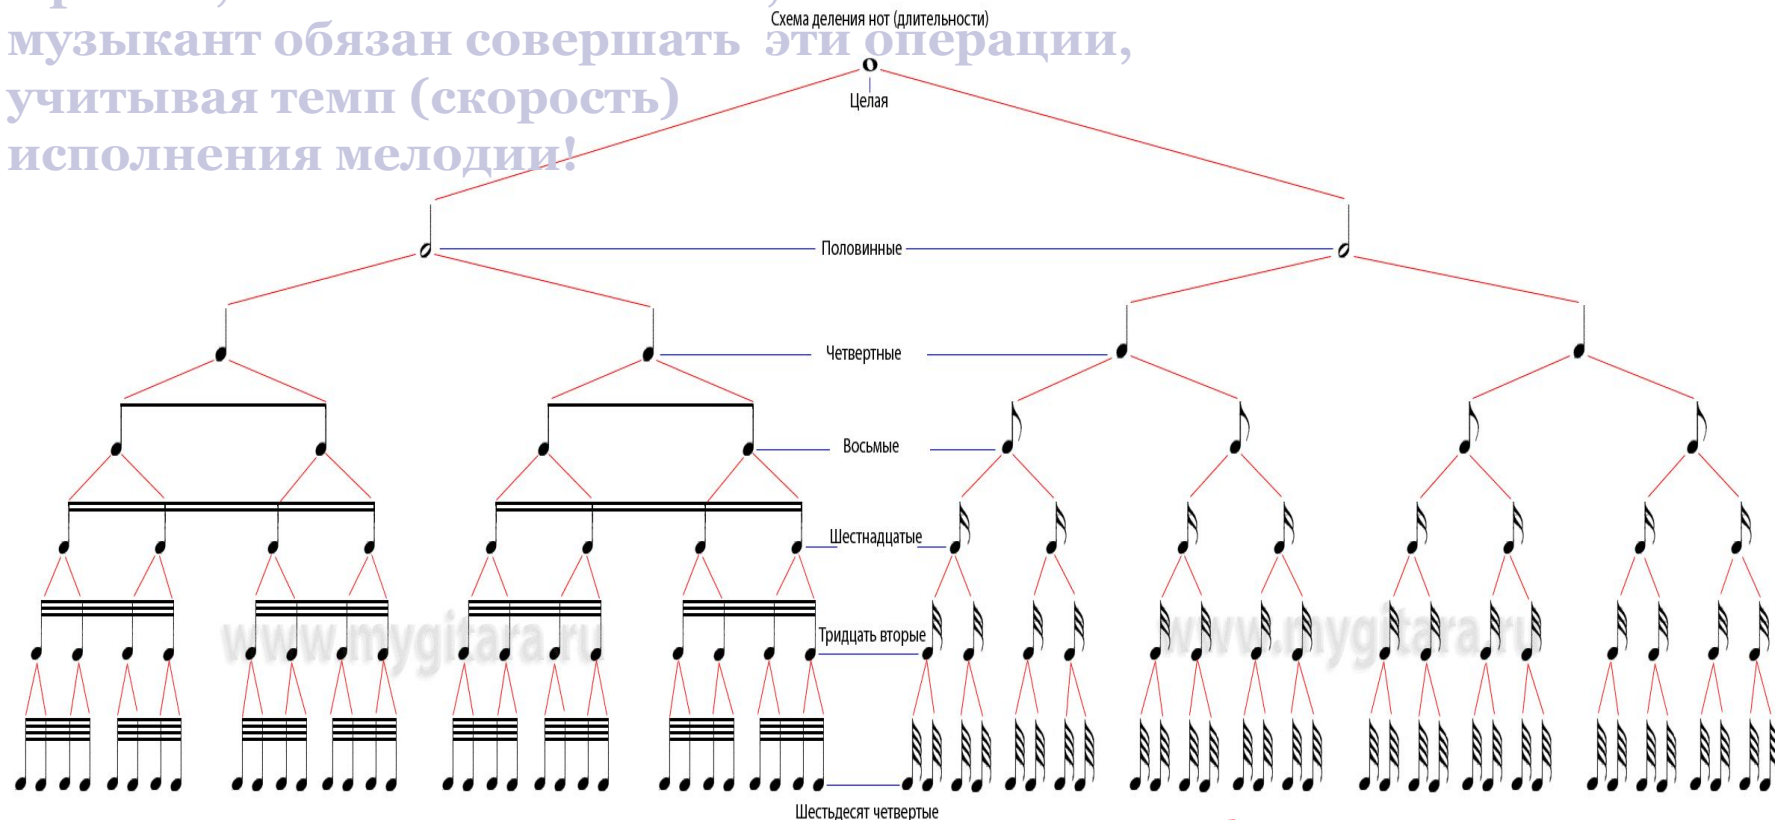 Схема деления нот (длительности)
музыкант обязан совершать эти операции,
учитывая темп (скорость)
исполнения мелодии!
Целая
Половинные
Четвертные
Восьмые
Шестнадцатые
Тридцать вторые
www.mygitara.ru
www.mygitara.ru
Шестьдесят четвертые